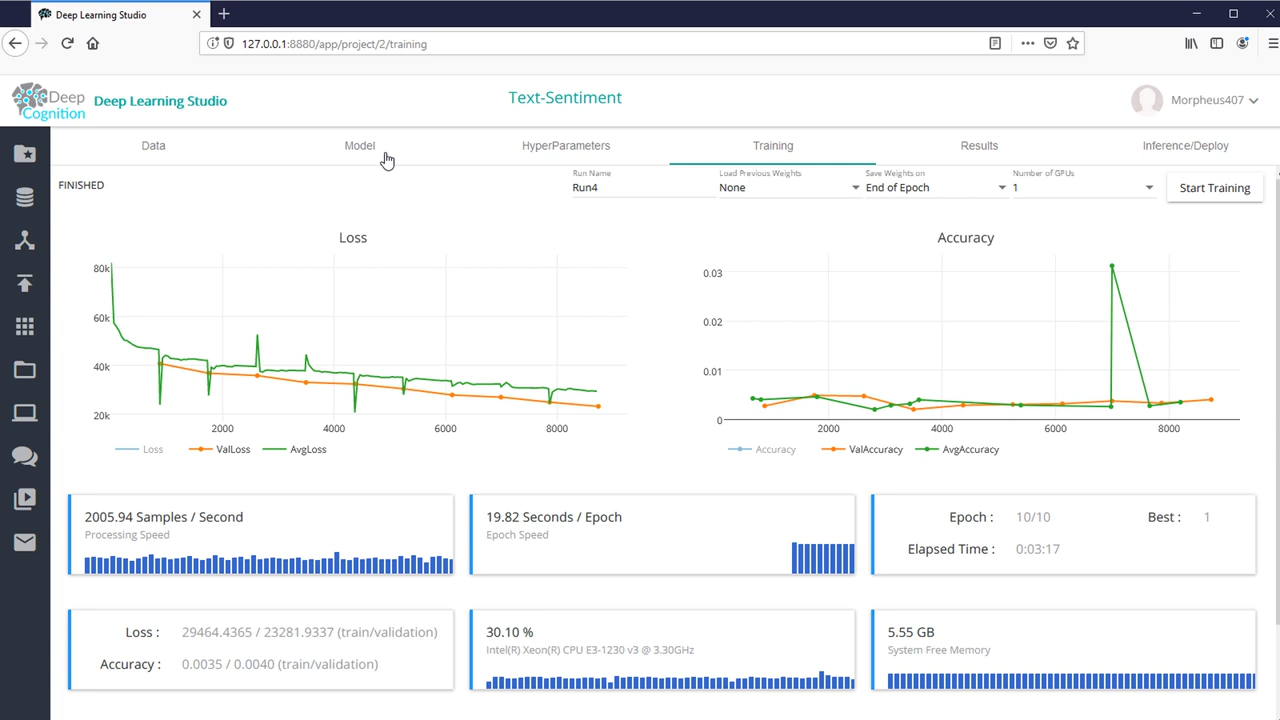 Deep Learning Studio
127.0.0.1:8880/app/project/2/training
Deep Cognition
Deep Learning Studio
Text-Sentiment
Morpheus407
Data
Model
HyperParameters
Training
Results
Inference/Deploy
FINISHED
Run Name
Run4
Load Previous Weights
None
Save Weights on
End of Epoch
Number of GPUs
1
Start Training
Loss
80k
60k
40k
20k
2000
4000
6000
8000
Loss
ValLoss
AvgLoss
Accuracy
0.03
0.02
0.01
0
2000
4000
6000
8000
Accuracy
ValAccuracy
AvgAccuracy
2005.94 Samples / Second
Processing Speed
19.82 Seconds / Epoch
Epoch Speed
Epoch : 10/10
Best : 1
Elapsed Time : 0:03:17
Loss : 29464.4365 / 23281.9337 (train/validation)
Accuracy : 0.0035 / 0.0040 (train/validation)
30.10 %
Intel(R) Xeon(R) CPU E3-1230 v3 @ 3.30GHz
5.55 GB
System Free Memory